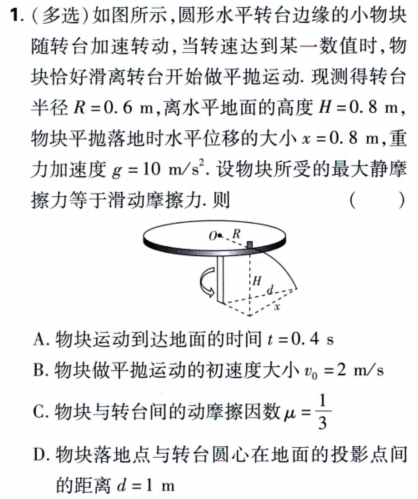 1. (多选)如图所示,圆形水平转台边缘的小物块
随转台加速转动,当转速达到某一数值时,物
块恰好滑离转台开始做平抛运动. 现测得转台
半径 R=0.6 m,离水平地面的高度 H=0.8 m,
物块平抛落地时水平位移的大小 x=0.8 m,重
力加速度 g=10 m/s². 设物块所受的最大静摩
擦力等于滑动摩擦力. 则 ( )
O R
H
d
x
A. 物块运动到达地面的时间 t=0.4 s
B. 物块做平抛运动的初速度大小 v₀=2 m/s
C. 物块与转台间的动摩擦因数 μ=1/3
D. 物块落地点与转台圆心在地面的投影点间
的距离 d=1 m